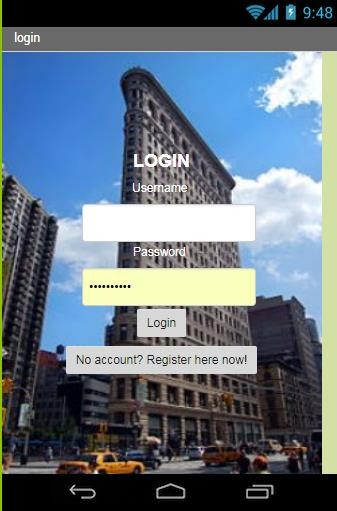 9:48
login
LOGIN
Username
Password
••••••••••
Login
No account? Register here now!